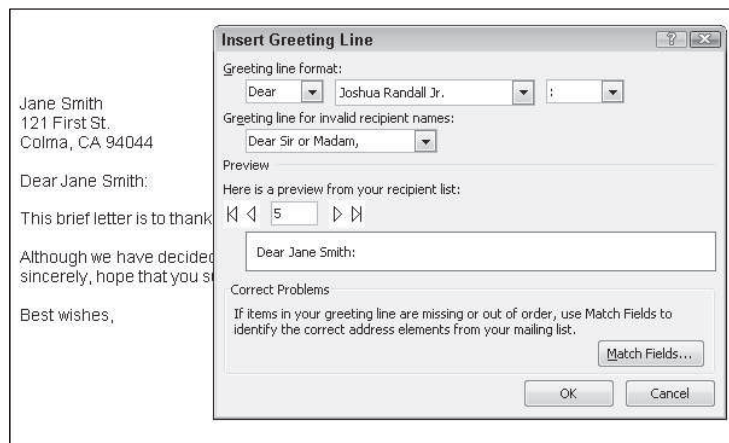 Jane Smith
121 First St.
Colma, CA 94044
Dear Jane Smith:
This brief letter is to thank
Although we have decided
sincerely, hope that you
Best wishes,
Insert Greeting Line
?
Greeting line format:
Dear
Joshua Randall Jr.
:
Greeting line for invalid recipient names:
Dear Sir or Madam,
Preview
Here is a preview from your recipient list:
5
Dear Jane Smith:
Correct Problems
If items in your greeting line are missing or out of order, use Match Fields to
identify the correct address elements from your mailing list.
Match Fields...
OK
Cancel